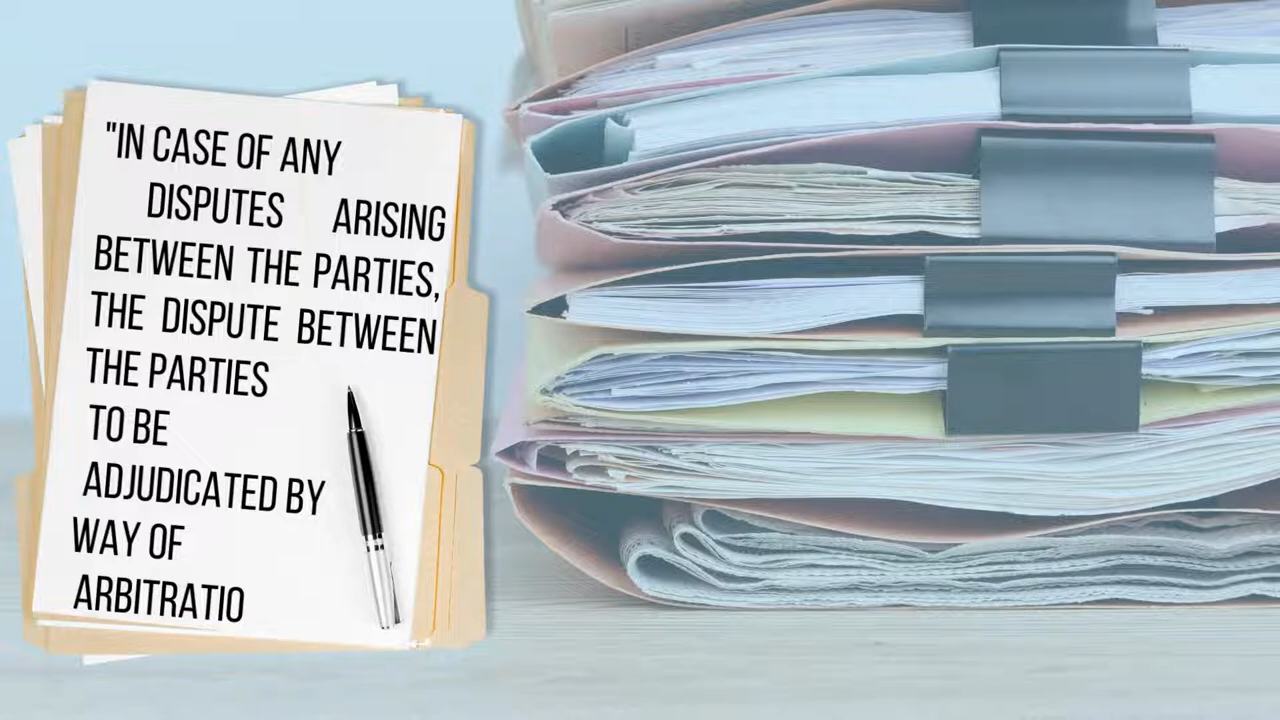 "IN CASE OF ANY
DISPUTES ARISING
BETWEEN THE PARTIES,
THE DISPUTE BETWEEN
THE PARTIES
TO BE
ADJUDICATED BY
WAY OF
ARBITRATIO